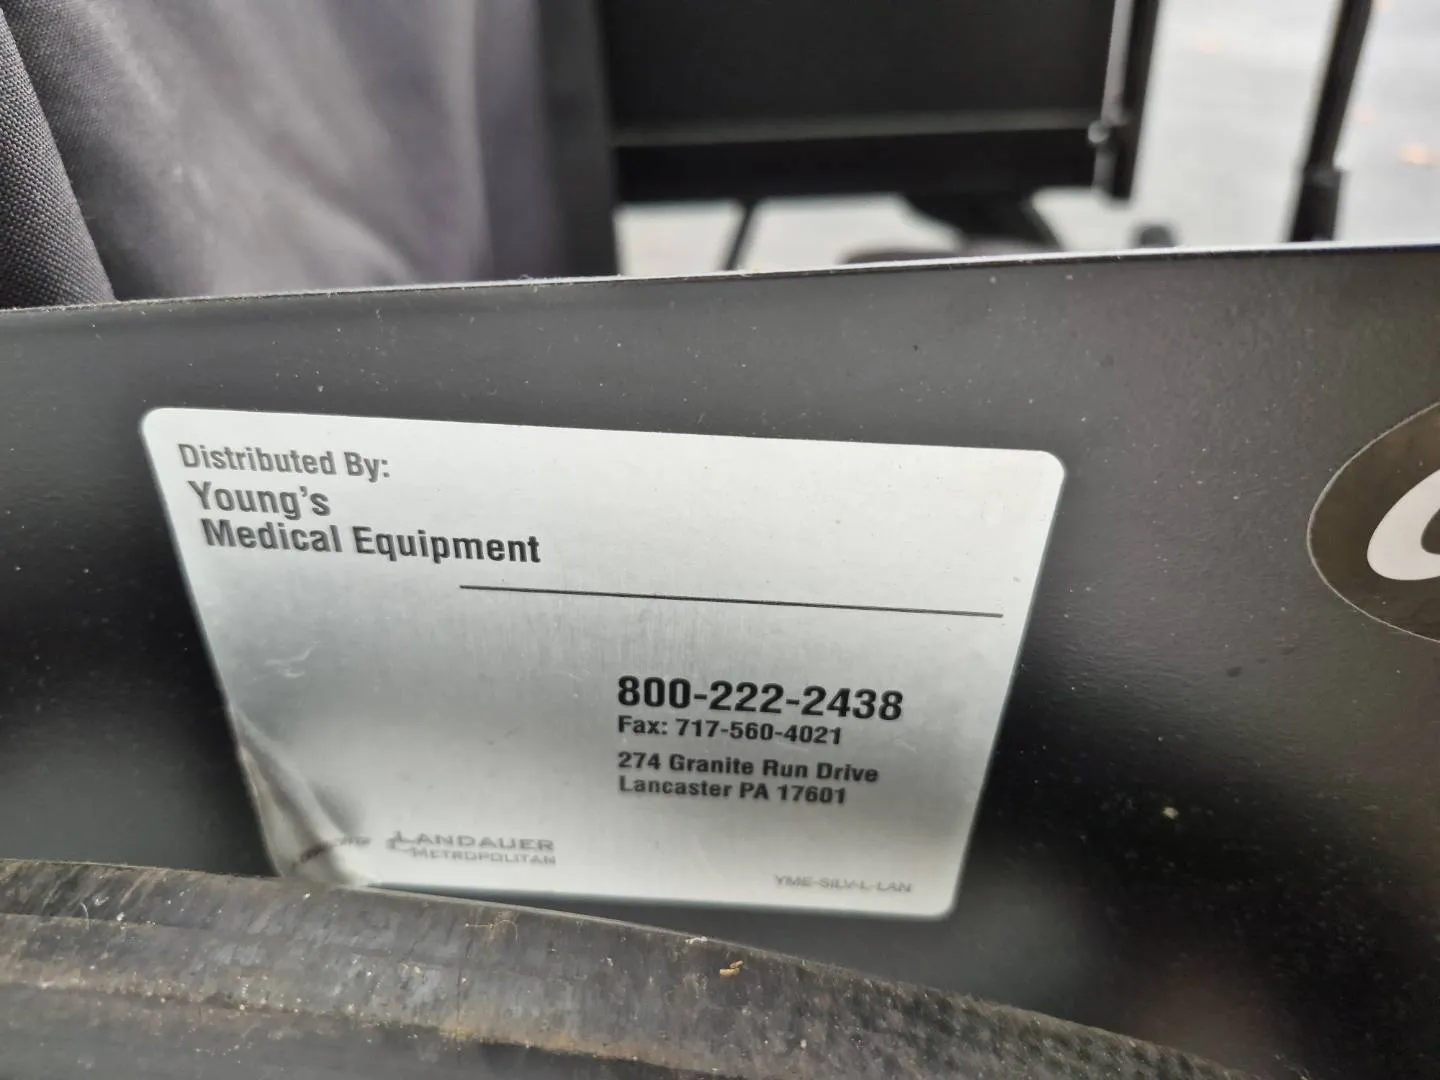 Distributed By:
Young's
Medical Equipment
800-222-2438
Fax: 717-560-4021
274 Granite Run Drive
Lancaster PA 17601
LANDAUER
METROPOLITAN
YME-SILV-L-LAN